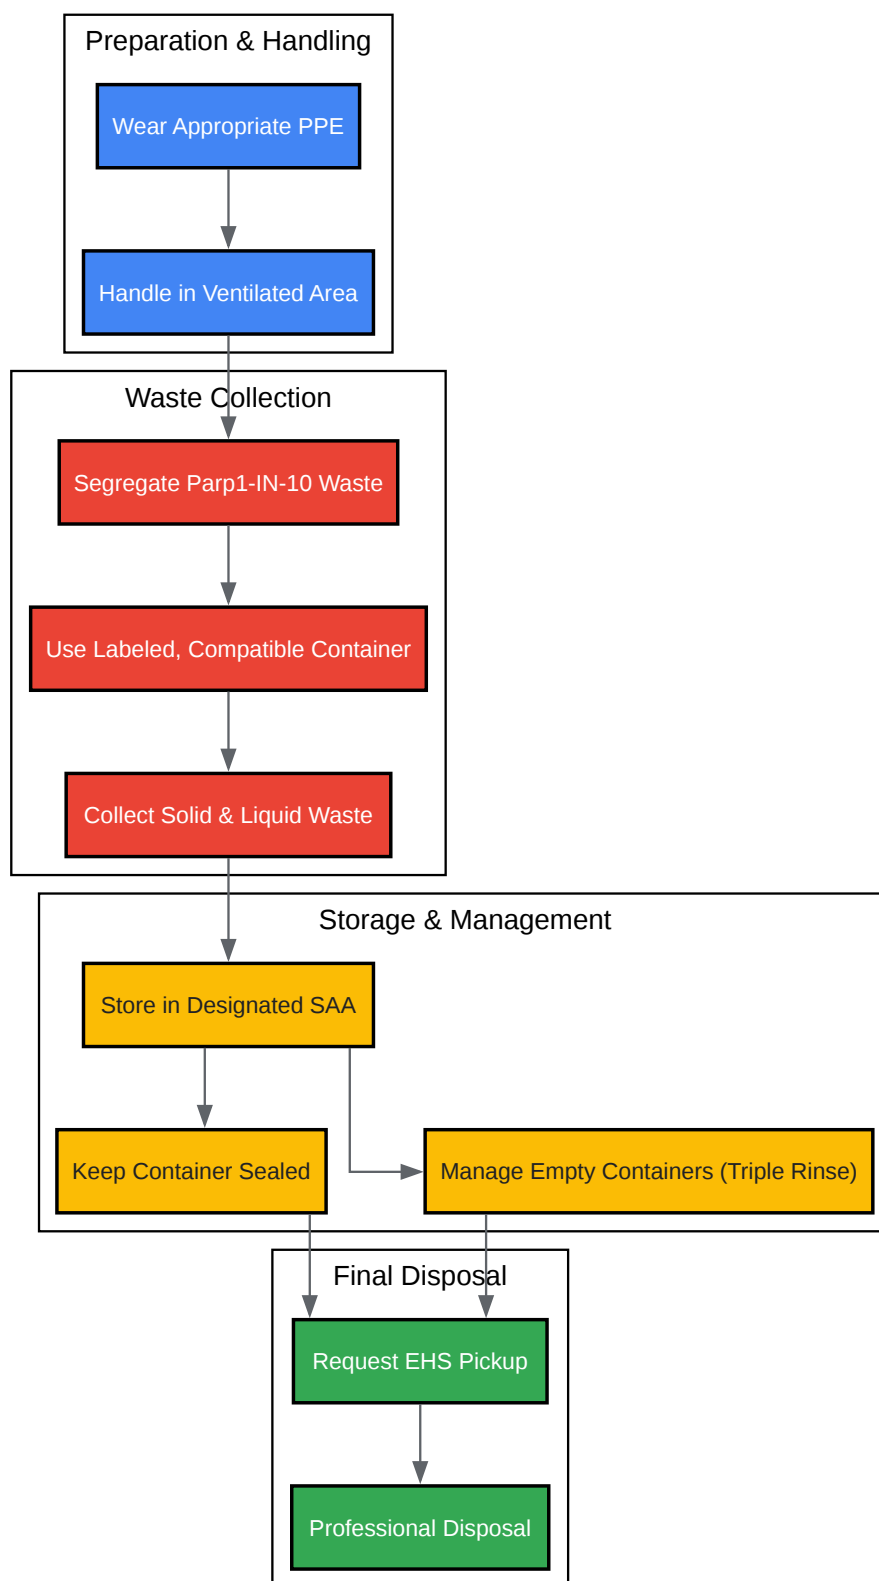 Preparation & Handling
Wear Appropriate PPE
Handle in Ventilated Area
Waste Collection
Segregate Parp1-IN-10 Waste
Use Labeled, Compatible Container
Collect Solid & Liquid Waste
Storage & Management
Store in Designated SAA
Keep Container Sealed
Manage Empty Containers (Triple Rinse)
Final Disposal
Request EHS Pickup
Professional Disposal